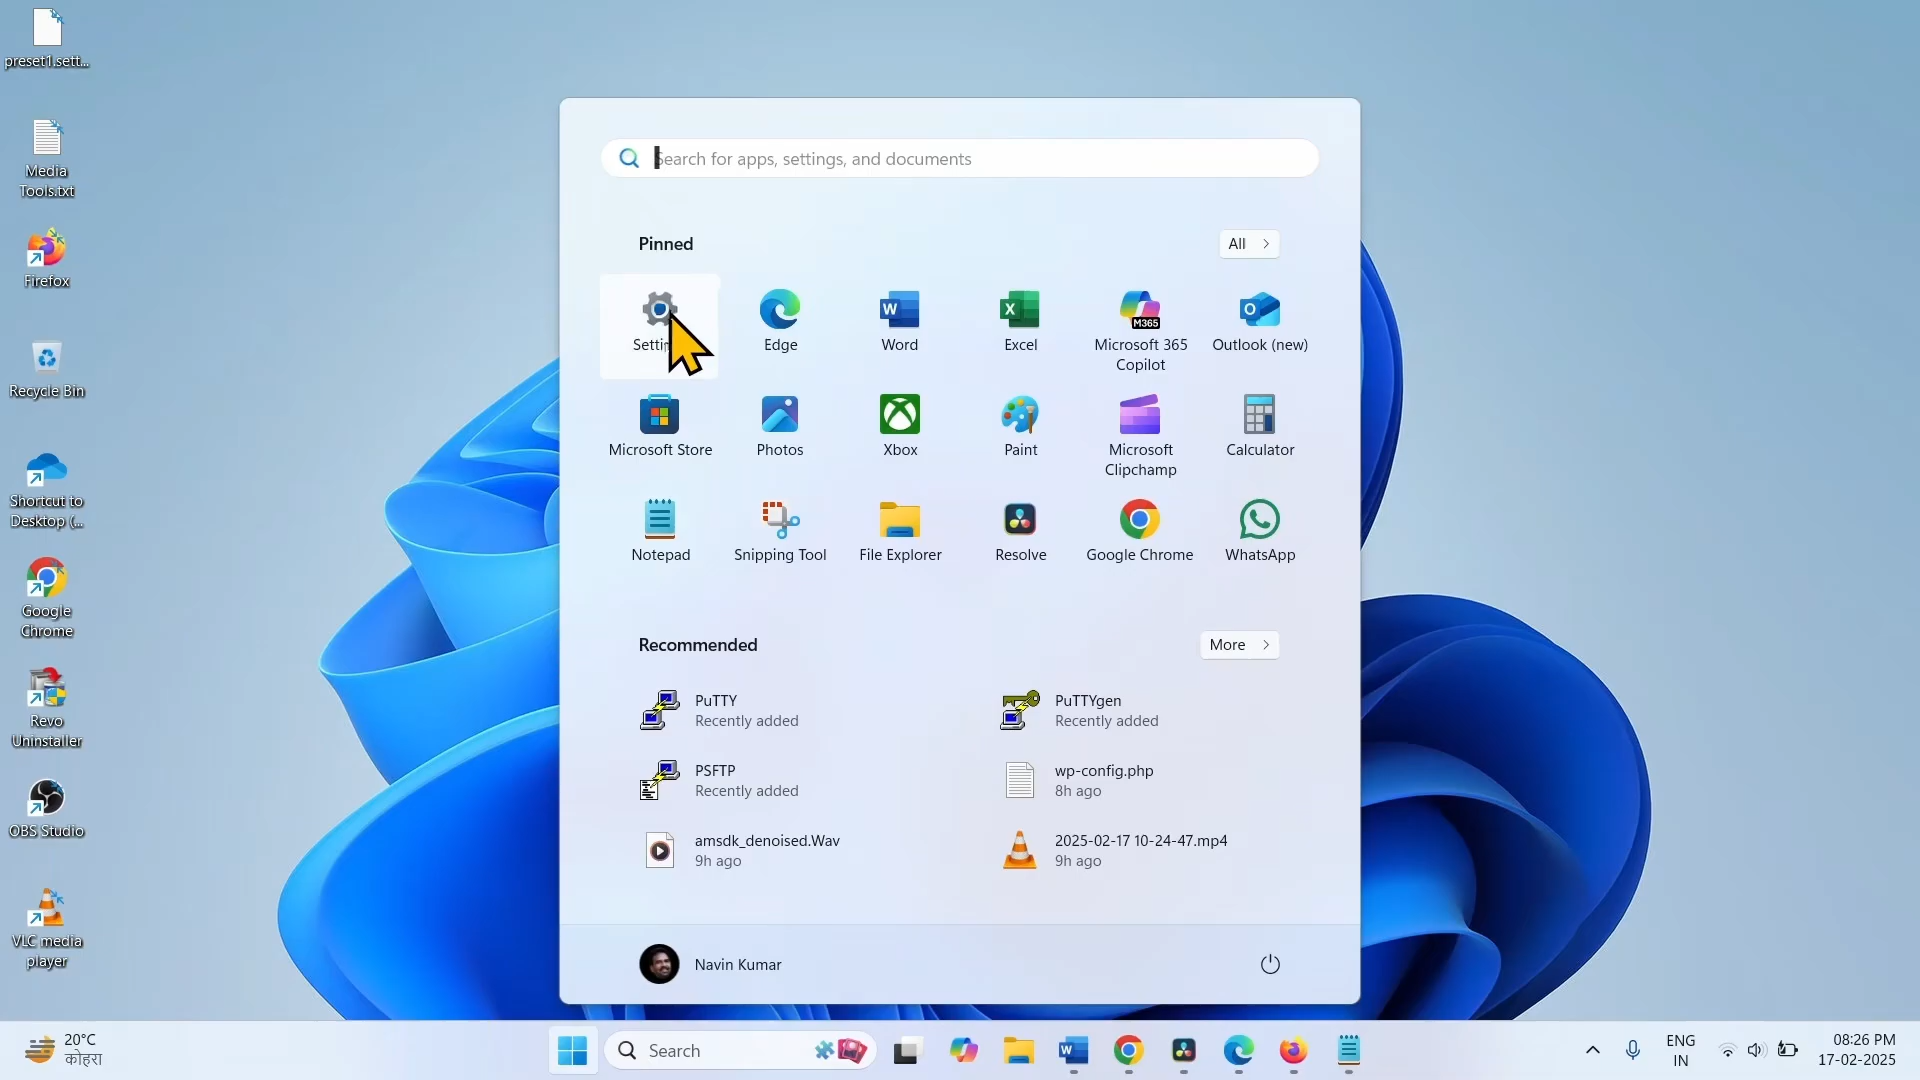 preset1.sett...
Media
Tools.txt
Firefox
Recycle Bin
Shortcut to
Desktop (...
Google
Chrome
Revo
Uninstaller
OBS Studio
VLC media
player
Search for apps, settings, and documents
Pinned
All
Edge
Word
Excel
Microsoft 365
Copilot
M365
Outlook (new)
Microsoft Store
Photos
Xbox
Paint
Microsoft
Clipchamp
Calculator
Notepad
Snipping Tool
File Explorer
Resolve
Google Chrome
WhatsApp
Recommended
More
PuTTY
Recently added
PuTTYgen
Recently added
PSFTP
Recently added
wp-config.php
8h ago
amsdk_denoised.Wav
9h ago
2025-02-17 10-24-47.mp4
9h ago
Navin Kumar
20°C
कोहरा
Search
ENG
IN
08:26 PM
17-02-2025